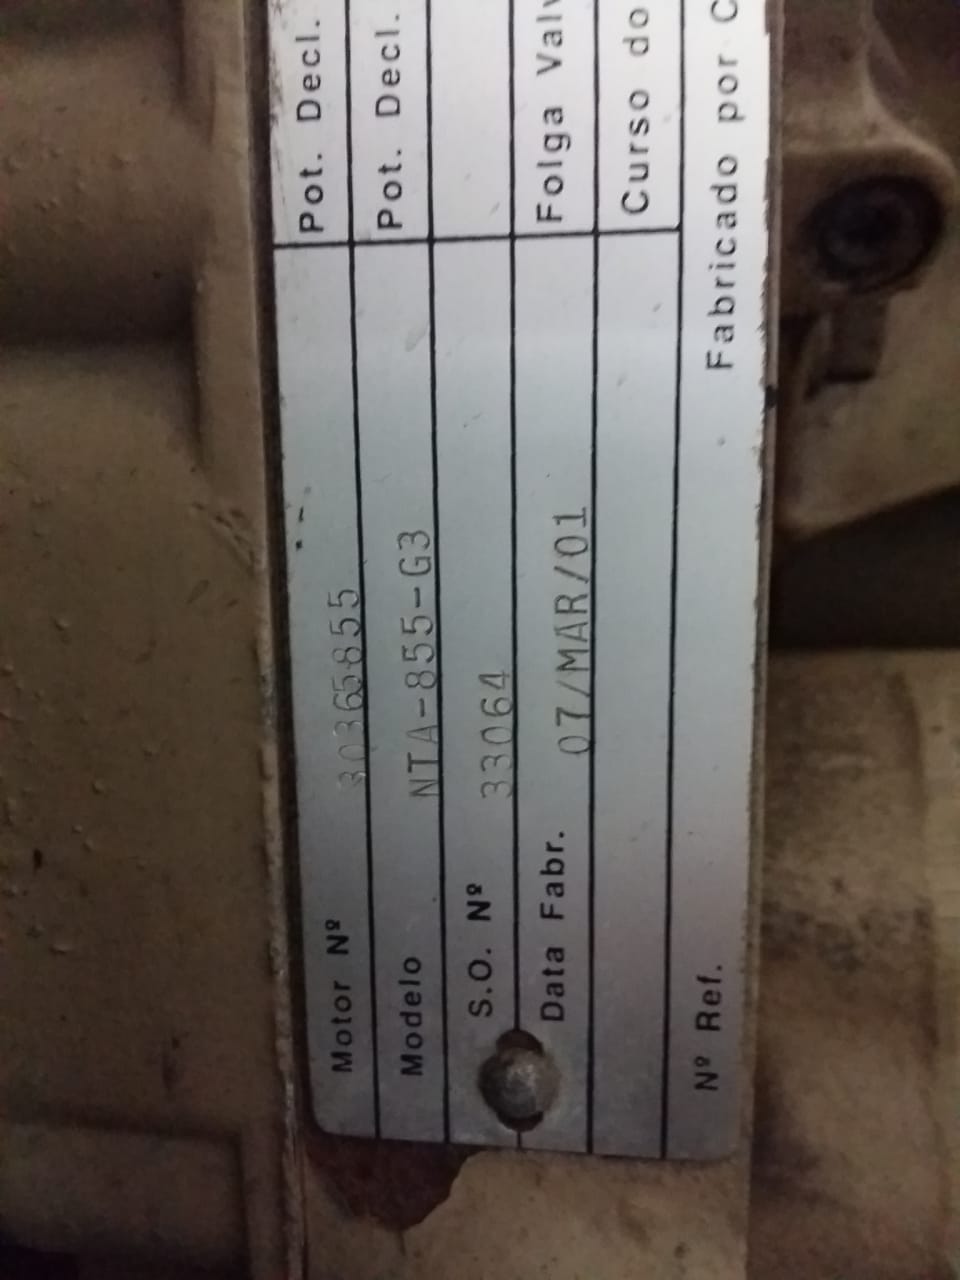 Motor Nº 30365855 Pot. Decl.
Modelo NTA-855-G3 Pot. Decl.
S.O. Nº 33064
Data Fabr. 07/MAR/01 Folga Valv
Curso do
Nº Ref. Fabricado por C